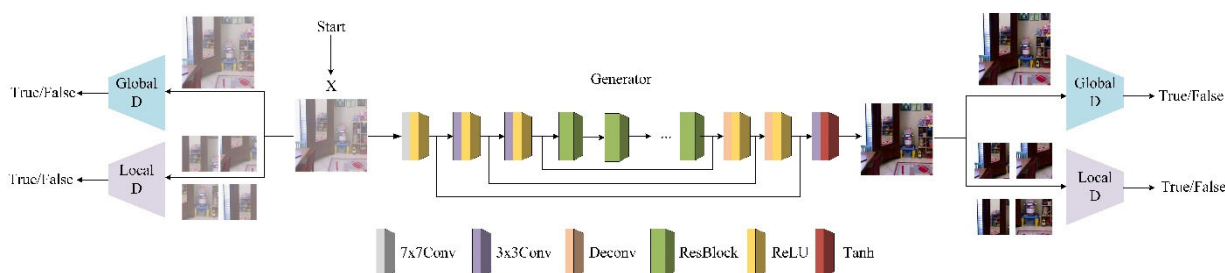 Start
X
Generator
Global
D
True/False
Local
D
True/False
Global
D
True/False
Local
D
True/False
...
7x7Conv
3x3Conv
Deconv
ResBlock
ReLU
Tanh